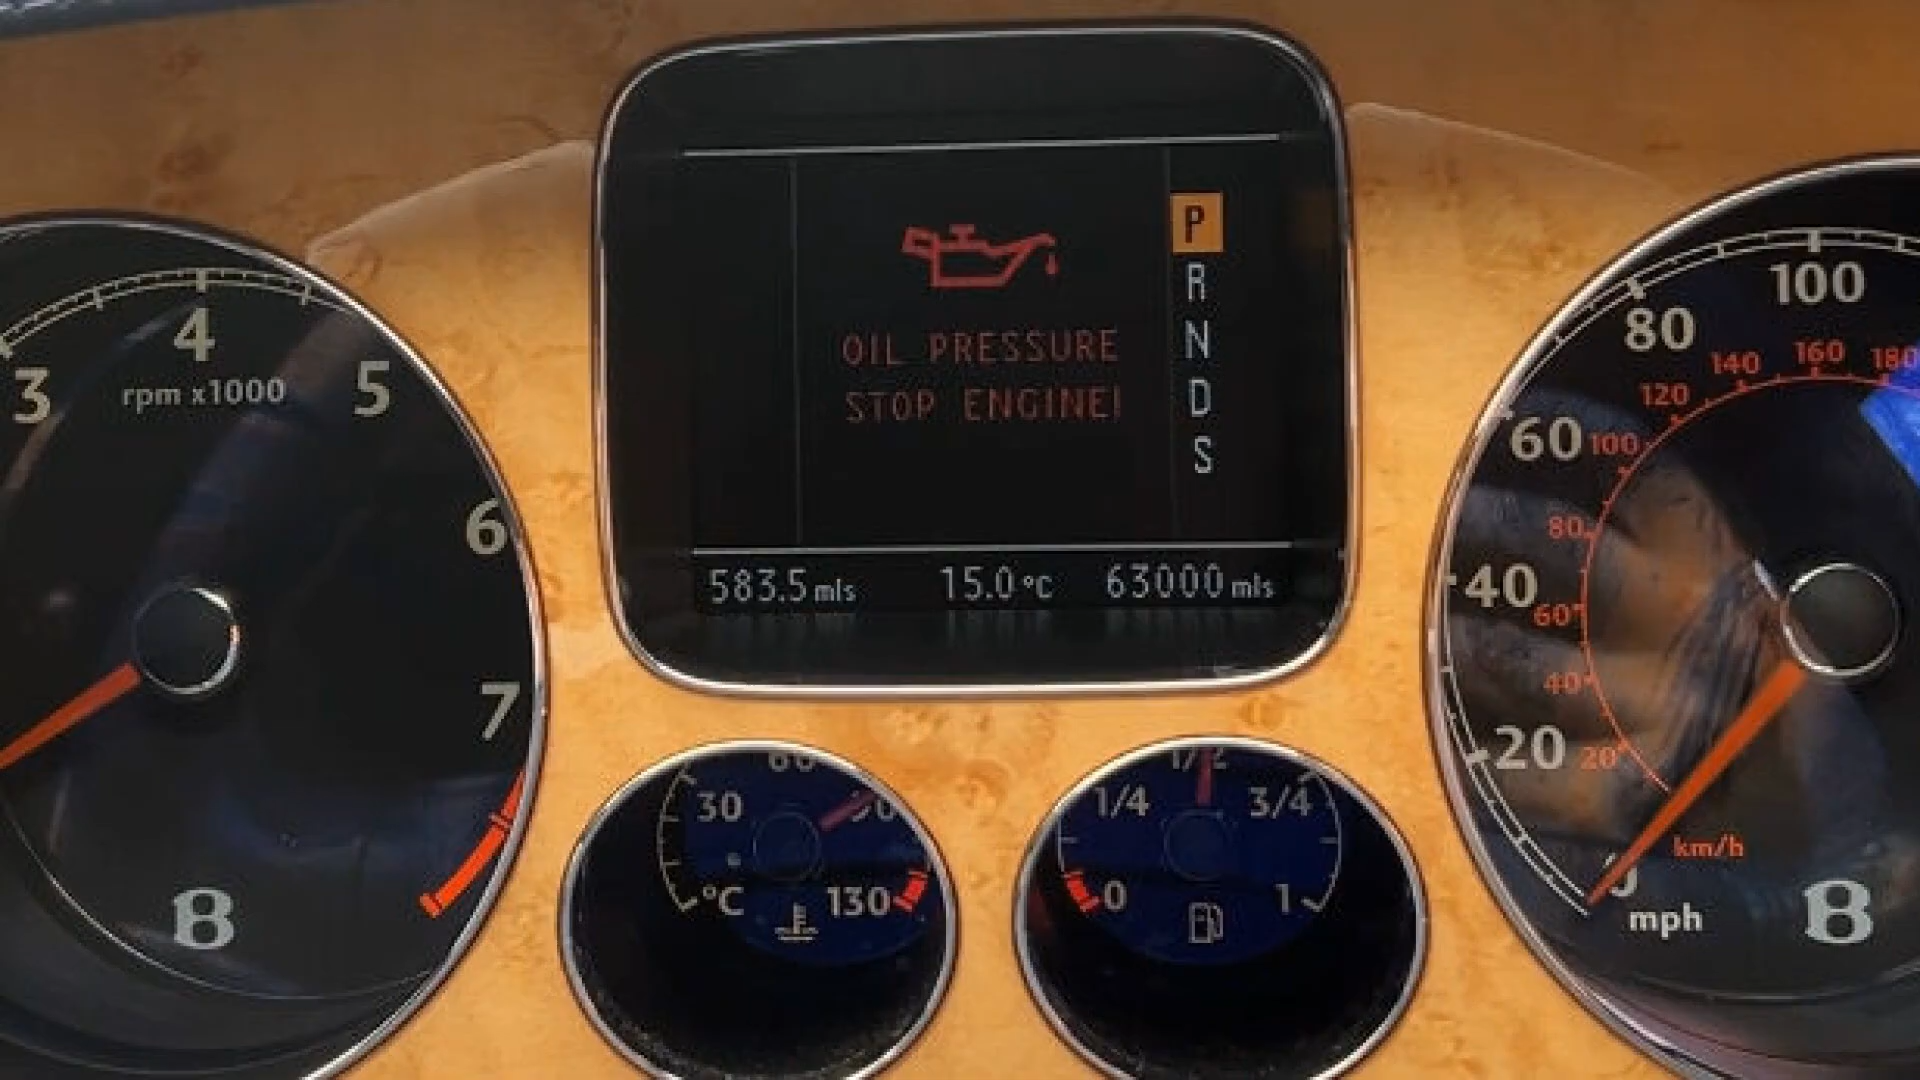 3
4
5
6
7
rpm x1000
B
OIL PRESSURE
STOP ENGINE!
P
R
N
D
S
583.5 mls 15.0 °C 63000 mls
30
60
90
130
°C
0
1/4
1/2
3/4
1
20
40
60
80
100
20
40
60
80
100
120
140
160
180
km/h
mph
B